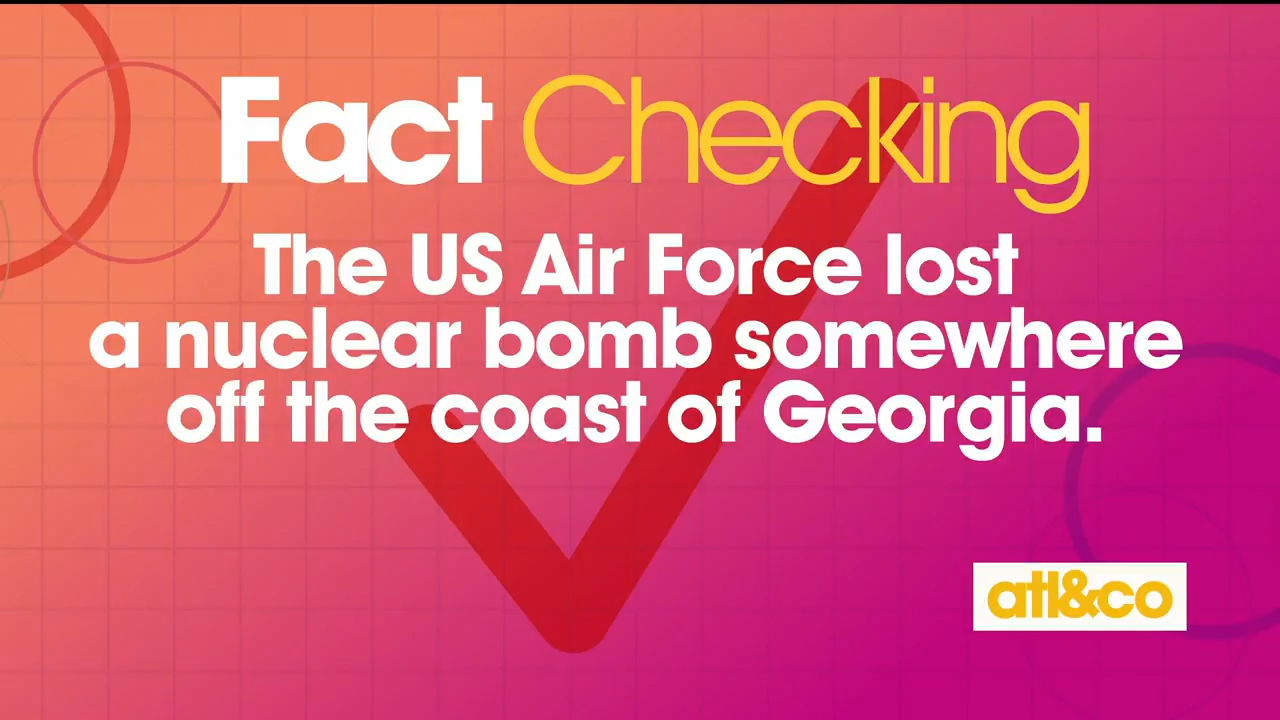 Fact Checking
The US Air Force lost
a nuclear bomb somewhere
off the coast of Georgia.
atl&co